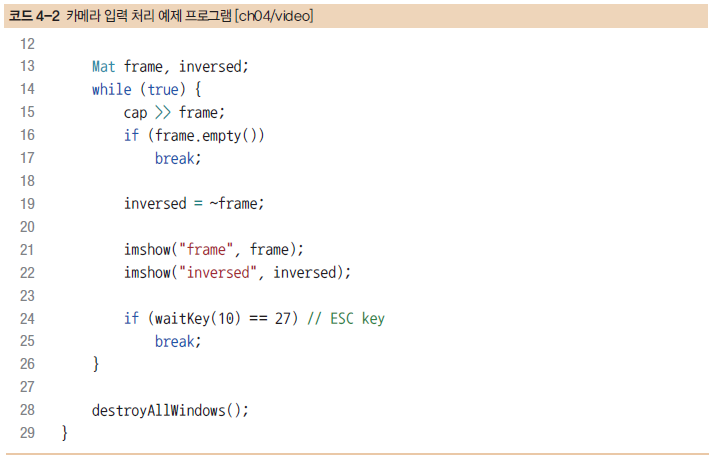 코드 4-2 카메라 입력 처리 예제 프로그램 [ch04/video]
12
13 Mat frame, inversed;
14 while (true) {
15 cap >> frame;
16 if (frame.empty())
17 break;
18
19 inversed = ~frame;
20
21 imshow("frame", frame);
22 imshow("inversed", inversed);
23
24 if (waitKey(10) == 27) // ESC key
25 break;
26 }
27
28 destroyAllWindows();
29 }